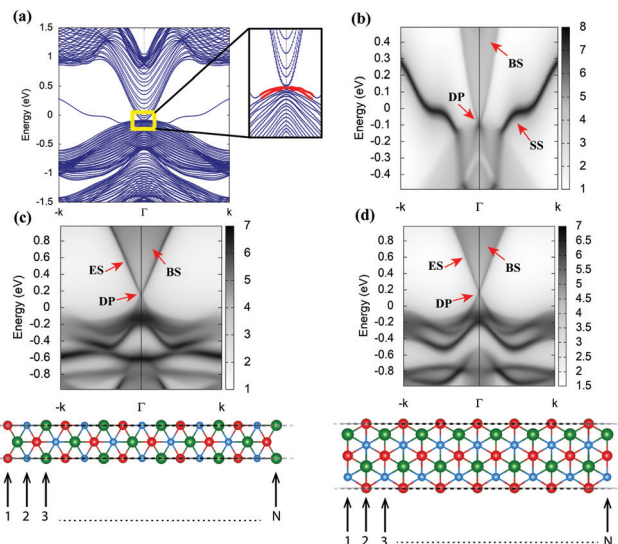 (a)
1.5
1
0.5
0
-0.5
-1
-1.5
Energy (eV)
-k Γ k
(b)
0.4
0.3
0.2
0.1
0
-0.1
-0.2
-0.3
-0.4
Energy (eV)
BS
DP
SS
8
7
6
5
4
3
2
1
-k Γ k
(c)
0.8
0.6
0.4
0.2
0
-0.2
-0.4
-0.6
-0.8
Energy (eV)
ES
BS
DP
7
6
5
4
3
2
1
-k Γ k
(d)
0.8
0.6
0.4
0.2
0
-0.2
-0.4
-0.6
-0.8
Energy (eV)
ES
BS
DP
7
6.5
6
5.5
5
4.5
4
3.5
3
2.5
2
1.5
-k Γ k
1 2 3 N
1 2 3 N